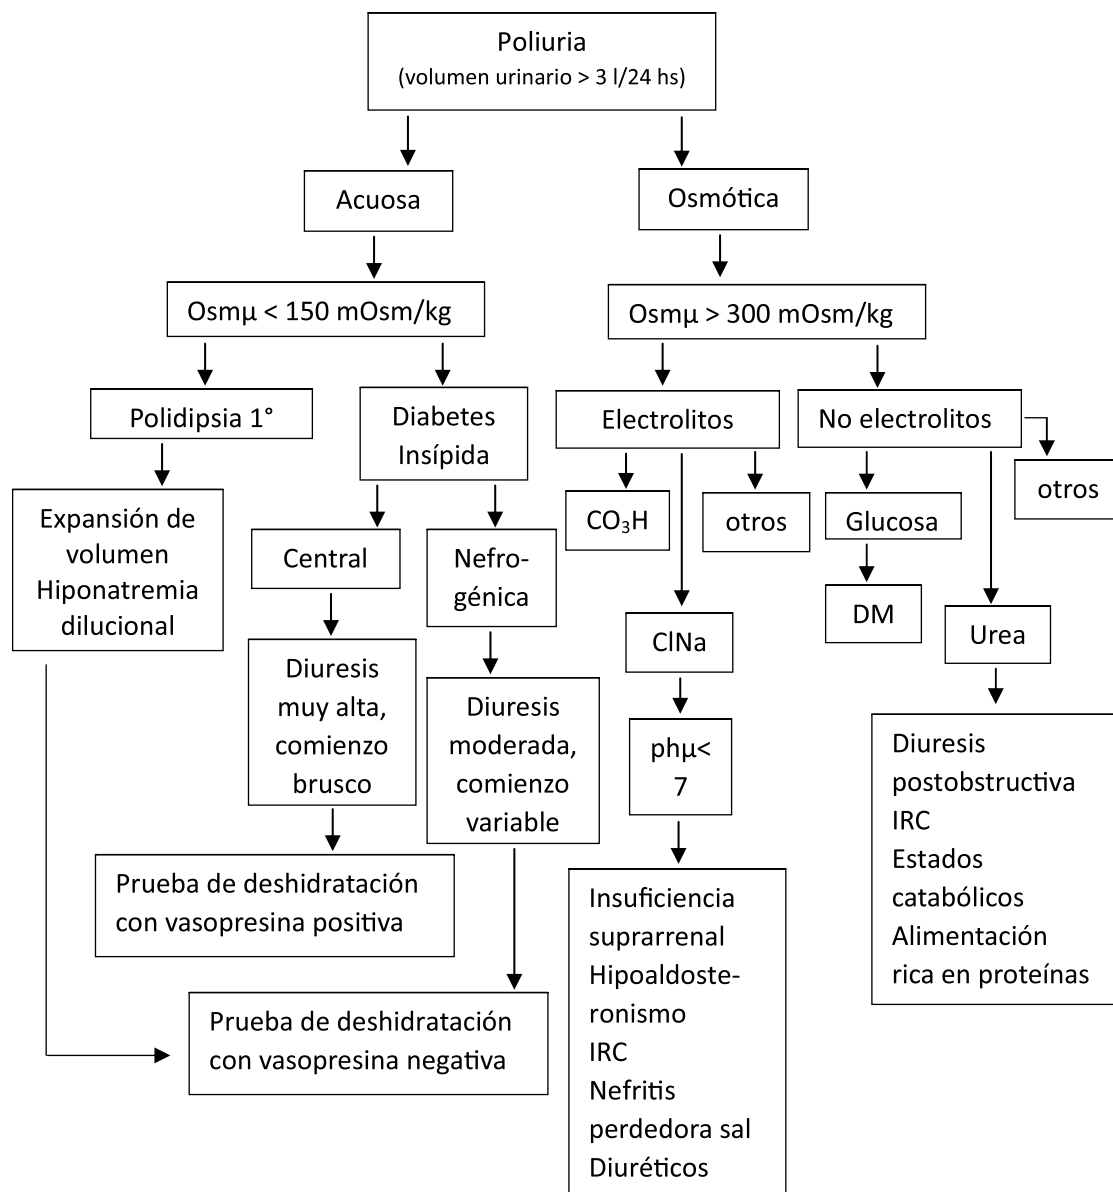 Poliuria
(volumen urinario > 3 l/24 hs)
Acuosa
Osmótica
Osmµ < 150 mOsm/kg
Osmµ > 300 mOsm/kg
Polidipsia 1°
Diabetes
Insípida
Electrolitos
No electrolitos
Expansión de
volumen
Hiponatremia
dilucional
Central
Nefro-
génica
CO₃H
otros
Glucosa
otros
Diuresis
muy alta,
comienzo
brusco
Diuresis
moderada,
comienzo
variable
ClNa
DM
Urea
phµ<
7
Diuresis
postobstructiva
IRC
Estados
catabólicos
Alimentación
rica en proteínas
Prueba de deshidratación
con vasopresina positiva
Prueba de deshidratación
con vasopresina negativa
Insuficiencia
suprarrenal
Hipoaldoste-
ronismo
IRC
Nefritis
perdedora sal
Diuréticos